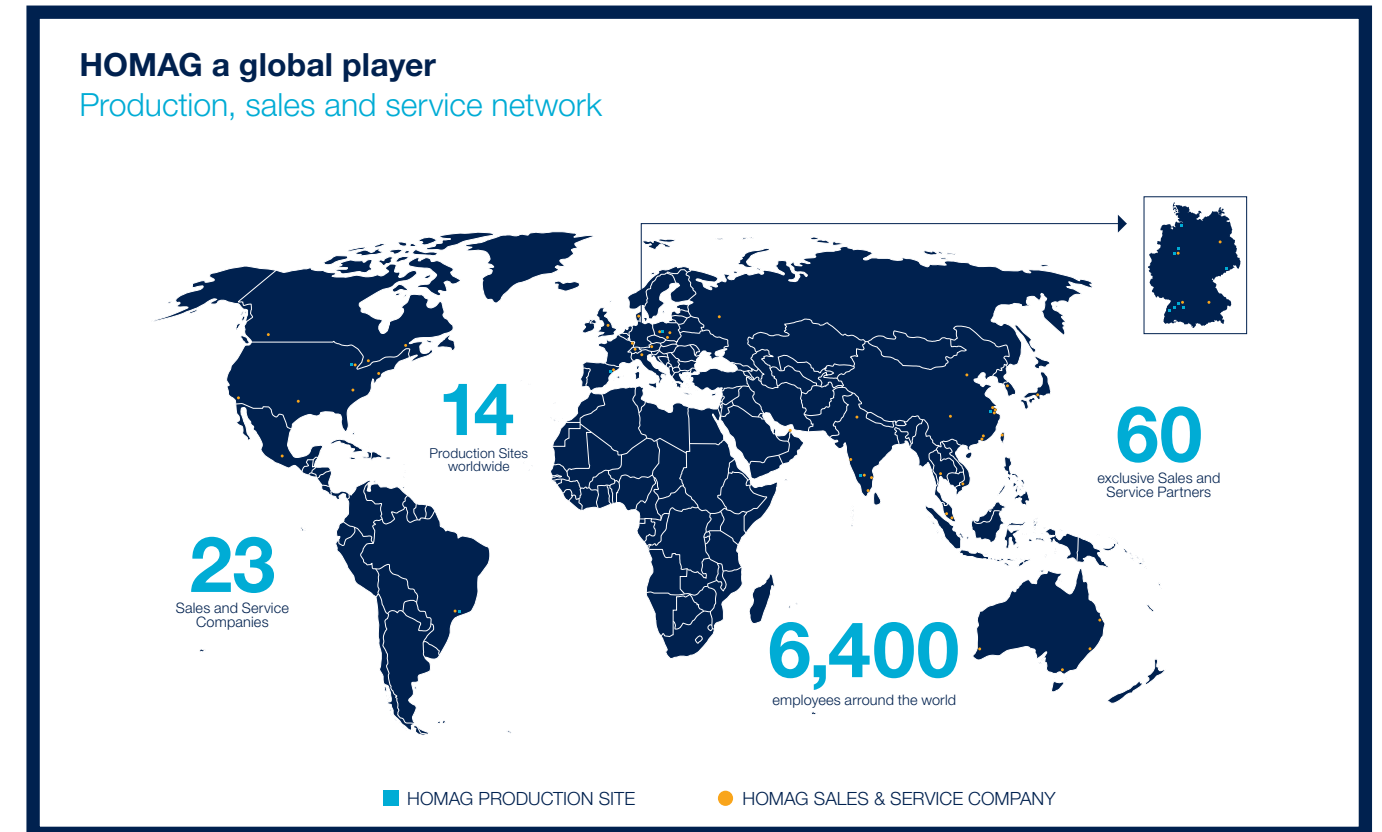 HOMAG a global player
Production, sales and service network
14
Production Sites
worldwide
60
exclusive Sales and
Service Partners
23
Sales and Service
Companies
6,400
employees arround the world
HOMAG PRODUCTION SITE
HOMAG SALES & SERVICE COMPANY